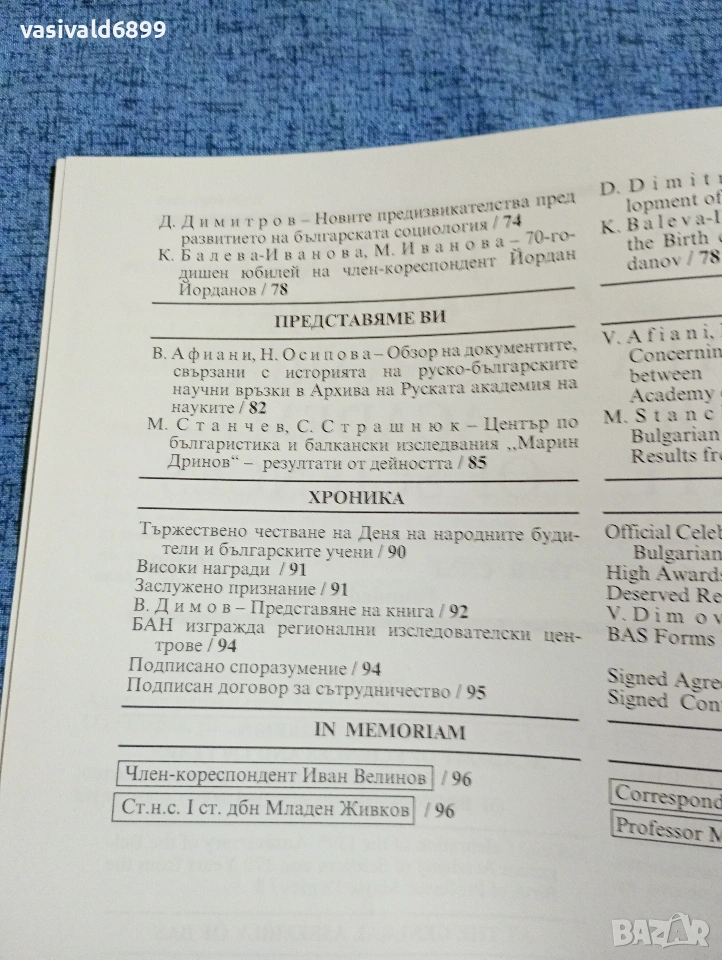 vasivald6899
Д. Димитров – Новите предизвикателства пред
развитието на българската социология / 74
К. Балева-Иванова, М. Иванова – 70-го-
дишен юбилей на член-кореспондент Йордан
Йорданов / 78
ПРЕДСТАВЯМЕ ВИ
В. Афиани, Н. Осипова – Обзор на документите,
свързани с историята на руско-българските
научни връзки в Архива на Руската академия на
науките / 82
М. Станчев, С. Страшнюк – Център по
българистика и балкански изследвания „Марин
Дринов“ – резултати от дейността / 85
ХРОНИКА
Тържествено честване на Деня на народните буди-
тели и българските учени / 90
Високи награди / 91
Заслужено признание / 91
В. Димов – Представяне на книга / 92
БАН изгражда регионални изследователски цен-
трове / 94
Подписано споразумение / 94
Подписан договор за сътрудничество / 95
IN MEMORIAM
Член-кореспондент Иван Велинов / 96
Ст.н.с. I ст. дбн Младен Живков / 96
D. Dimitr
lopment of
K. Baleva-I
the Birth
danov / 78
V. Afiani,
Concernin
between
Academy
M. Stanc
Bulgarian
Results fro
Official Celeb
Bulgarian
High Awards
Deserved Re
V. Dimov
BAS Forms
Signed Agree
Signed Cont
Correspond
Professor M
BAZAR